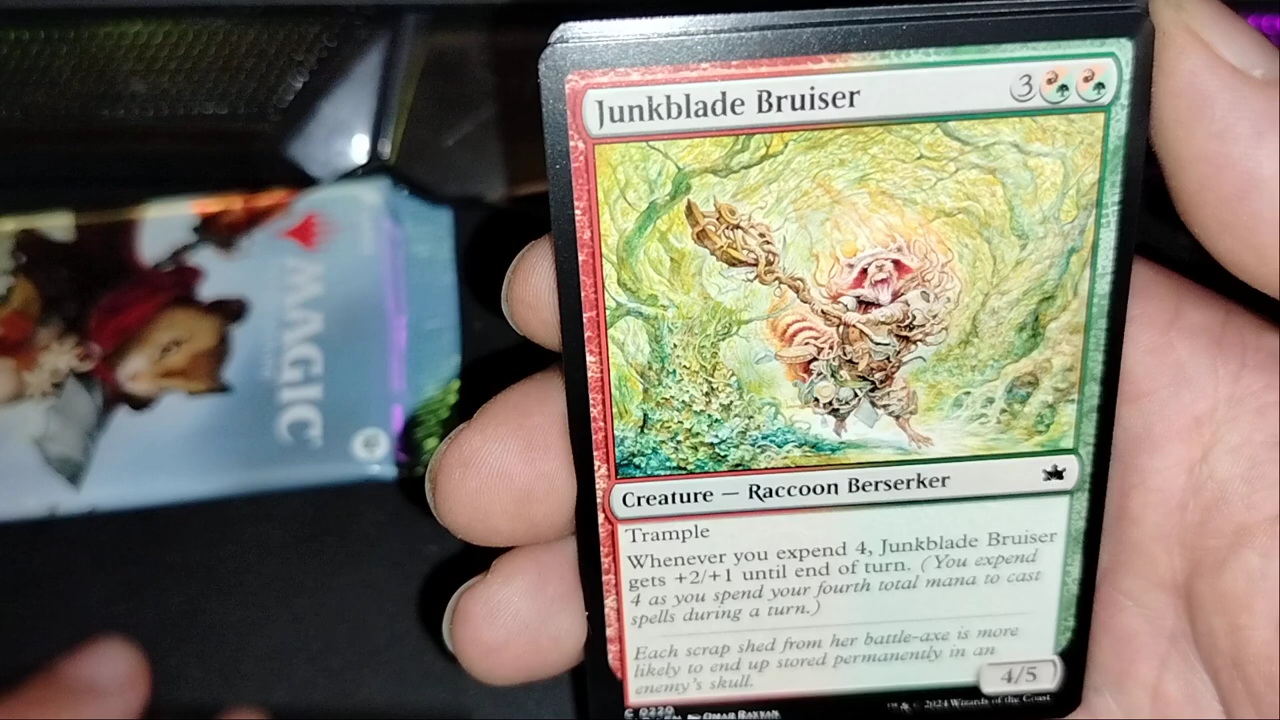 Junkblade Bruiser 3
MAGIC
Creature — Raccoon Berserker
Trample
Whenever you expend 4, Junkblade Bruiser
gets +2/+1 until end of turn. (You expend
4 as you spend your fourth total mana to cast
spells during a turn.)
Each scrap shed from her battle-axe is more
likely to end up stored permanently in an
enemy's skull.
4/5
C 0220
™ & © 2024 Wizards of the Coast
Omar Rayyan